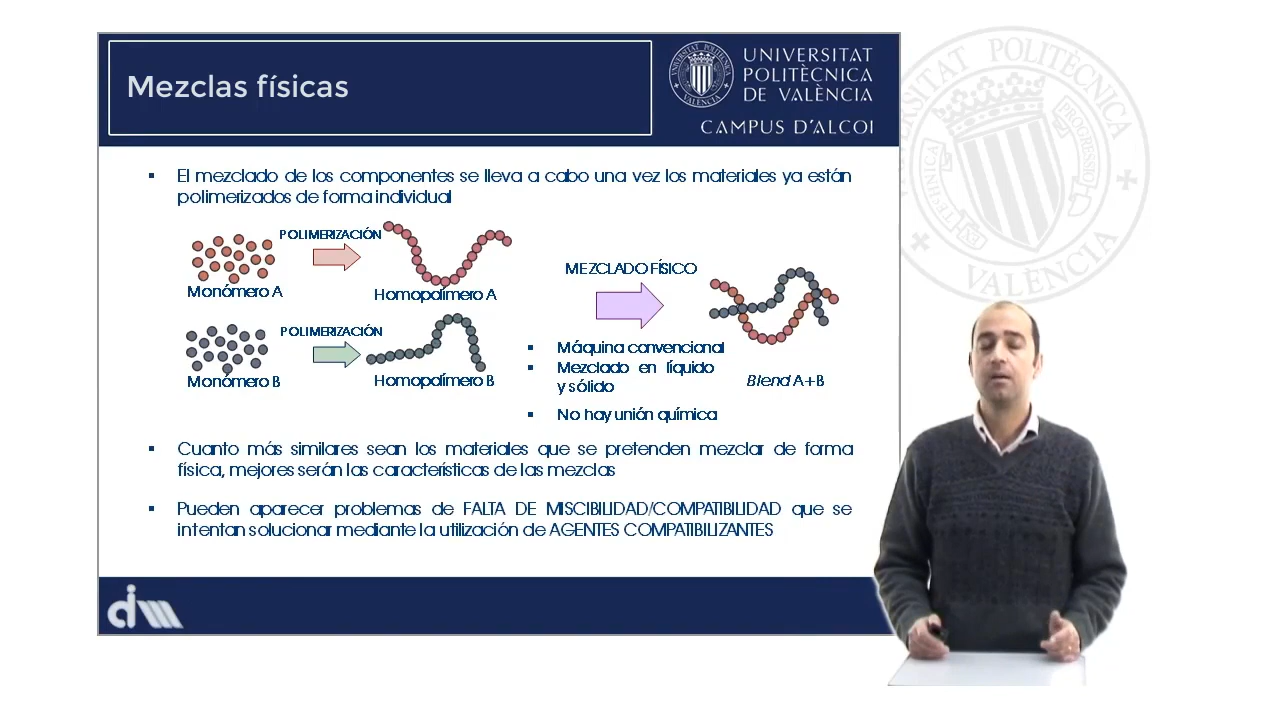 Mezclas físicas
UNIVERSITAT
POLITÈCNICA
DE VALÈNCIA
CAMPUS D'ALCOI
El mezclado de los componentes se lleva a cabo una vez los materiales ya están
polimerizados de forma individual
POLIMERIZACIÓN
Monómero A
Homopolímero A
POLIMERIZACIÓN
Monómero B
Homopolímero B
MEZCLADO FÍSICO
Máquina convencional
Mezclado en líquido
y sólido
No hay unión química
Blend A+B
Cuanto más similares sean los materiales que se pretenden mezclar de forma
física, mejores serán las características de las mezclas
Pueden aparecer problemas de FALTA DE MISCIBILIDAD/COMPATIBILIDAD que se
intentan solucionar mediante la utilización de AGENTES COMPATIBILIZANTES
UNIVERSITAT POLITÈCNICA
VALÈNCIA